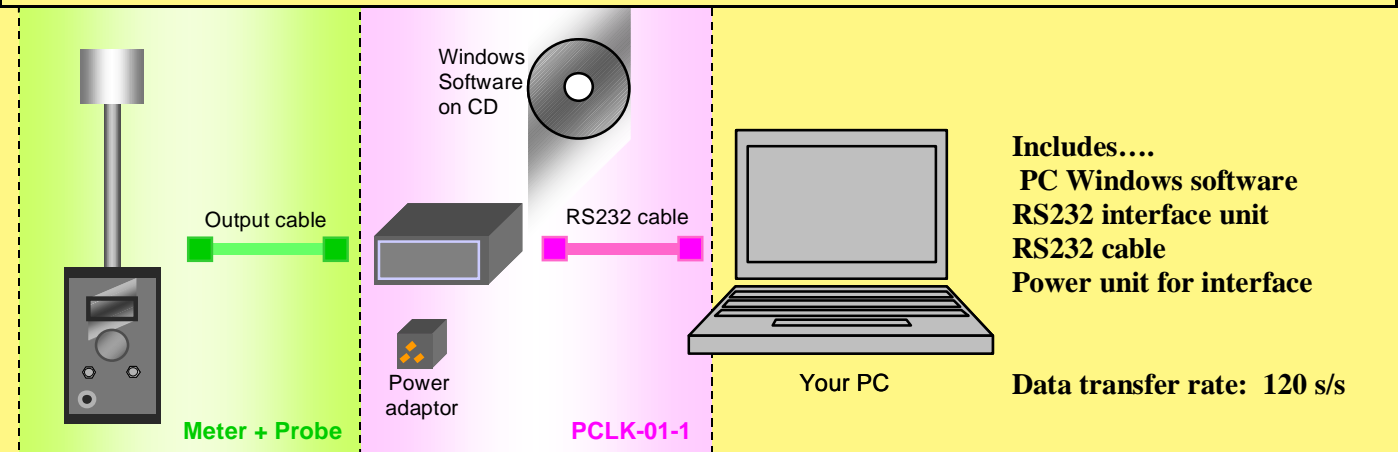 Windows
Software
on CD
Output cable
RS232 cable
Power
adaptor
Meter + Probe
PCLK-01-1
Your PC
Includes….
PC Windows software
RS232 interface unit
RS232 cable
Power unit for interface
Data transfer rate: 120 s/s